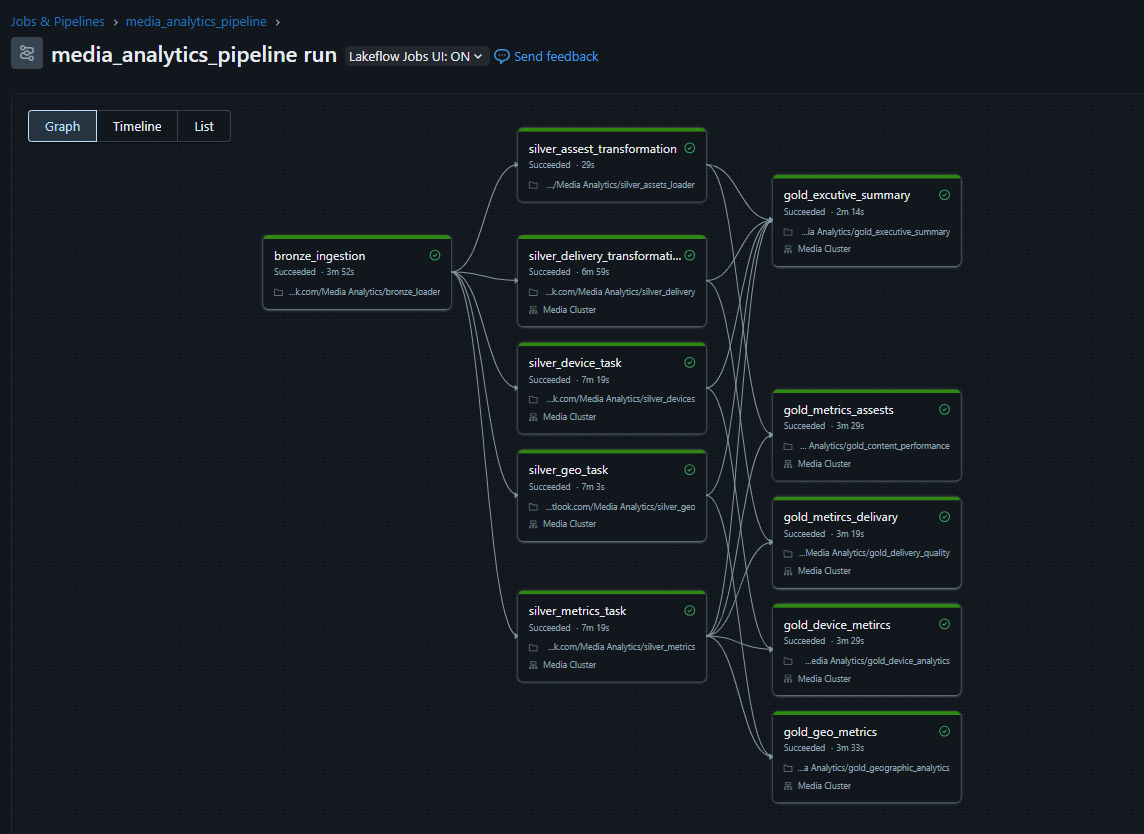 Jobs & Pipelines › media_analytics_pipeline ›
media_analytics_pipeline run Lakeflow Jobs UI: ON Send feedback
Graph Timeline List
bronze_ingestion
Succeeded · 3m 52s
...k.com/Media Analytics/bronze_loader
silver_assest_transformation
Succeeded · 29s
.../Media Analytics/silver_assets_loader
silver_delivery_transformati...
Succeeded · 6m 59s
...k.com/Media Analytics/silver_delivery
Media Cluster
silver_device_task
Succeeded · 7m 19s
...k.com/Media Analytics/silver_devices
Media Cluster
silver_geo_task
Succeeded · 7m 3s
...tlook.com/Media Analytics/silver_geo
Media Cluster
silver_metrics_task
Succeeded · 7m 19s
...k.com/Media Analytics/silver_metrics
Media Cluster
gold_excutive_summary
Succeeded · 2m 14s
...ia Analytics/gold_executive_summary
Media Cluster
gold_metrics_assests
Succeeded · 3m 29s
... Analytics/gold_content_performance
Media Cluster
gold_metircs_delivary
Succeeded · 3m 19s
...Media Analytics/gold_delivery_quality
Media Cluster
gold_device_metircs
Succeeded · 3m 29s
...edia Analytics/gold_device_analytics
Media Cluster
gold_geo_metrics
Succeeded · 3m 33s
...a Analytics/gold_geographic_analytics
Media Cluster